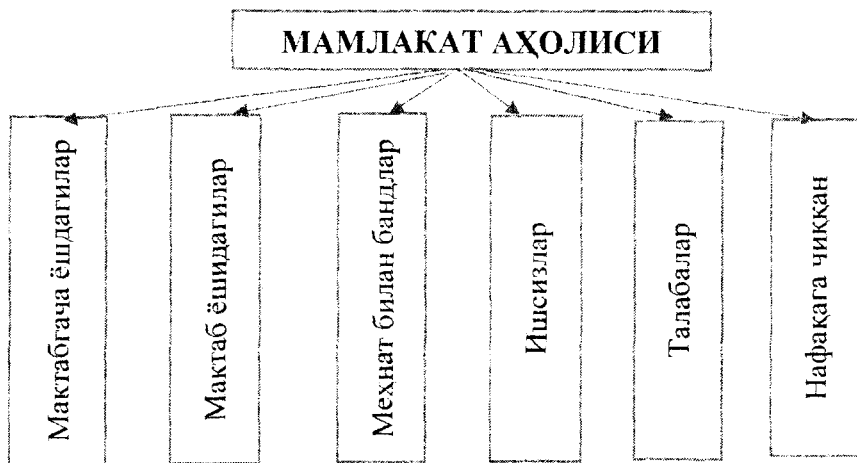 МАМЛАКАТ АҲОЛИСИ
Мактабгача ёшдагилар
Мактаб ёшидагилар
Меҳнат билан бандлар
Ишсизлар
Талабалар
Нафақага чиққан